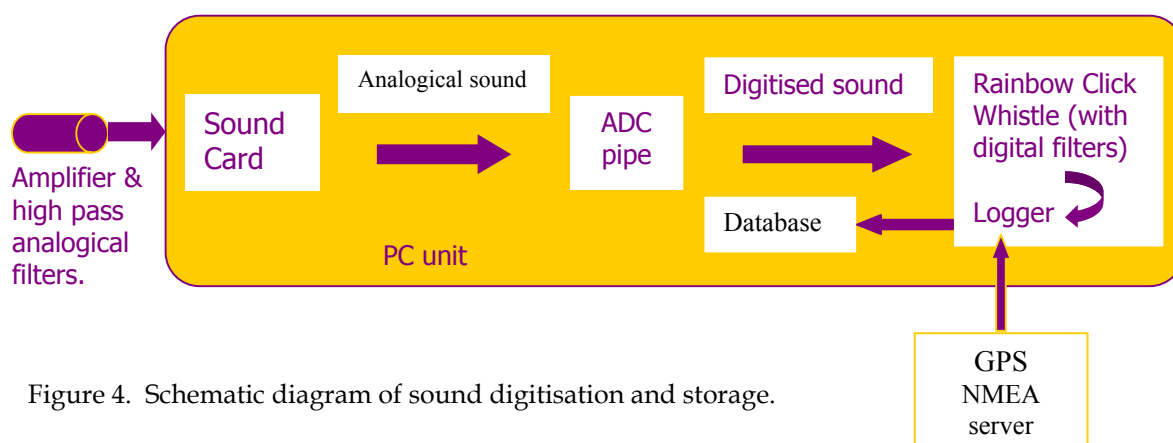 Amplifier &
high pass
analogical
filters.
Sound
Card
Analogical sound
ADC
pipe
Digitised sound
Rainbow Click
Whistle (with
digital filters)
Logger
Database
PC unit
GPS
NMEA
server
Figure 4. Schematic diagram of sound digitisation and storage.